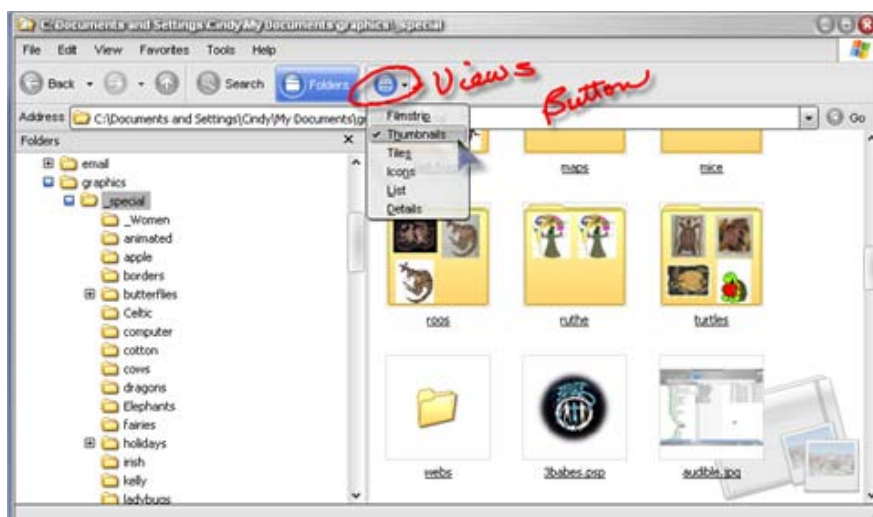 C:\Documents and Settings\Cindy\My Documents\graphics\_special
File Edit View Favorites Tools Help
Back Search Folders
Views
Button
Address C:\Documents and Settings\Cindy\My Documents\gr
Go
Filmstrip
Thumbnails
Tiles
Icons
List
Details
Folders
email
graphics
_special
_Women
animated
apple
borders
butterflies
Celtic
computer
cotton
cows
dragons
Elephants
fairies
holidays
irish
kelly
ladybugs
maps mice
roos ruthe turtles
webs 3babes.psp audible.jpg